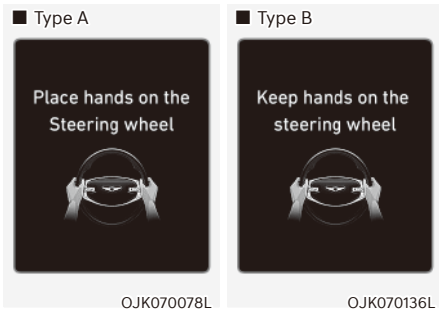 ■ Type A
Place hands on the
Steering wheel
OJK070078L
■ Type B
Keep hands on the
steering wheel
OJK070136L